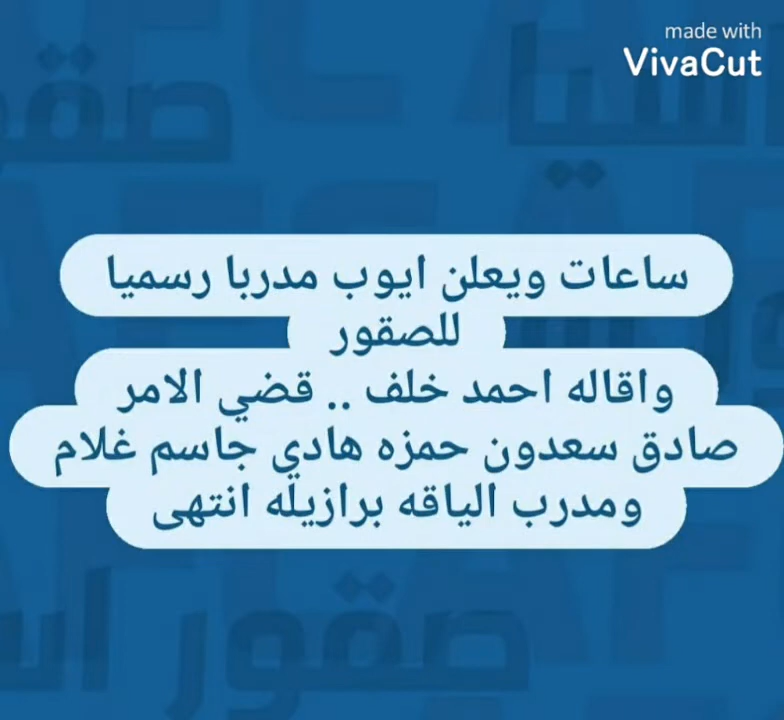 made with
VivaCut
ساعات ويعلن ايوب مدربا رسميا
للصقور
واقاله احمد خلف .. قضي الامر
صادق سعدون حمزه هادي جاسم غلام
ومدرب الياقه برازيله انتهى